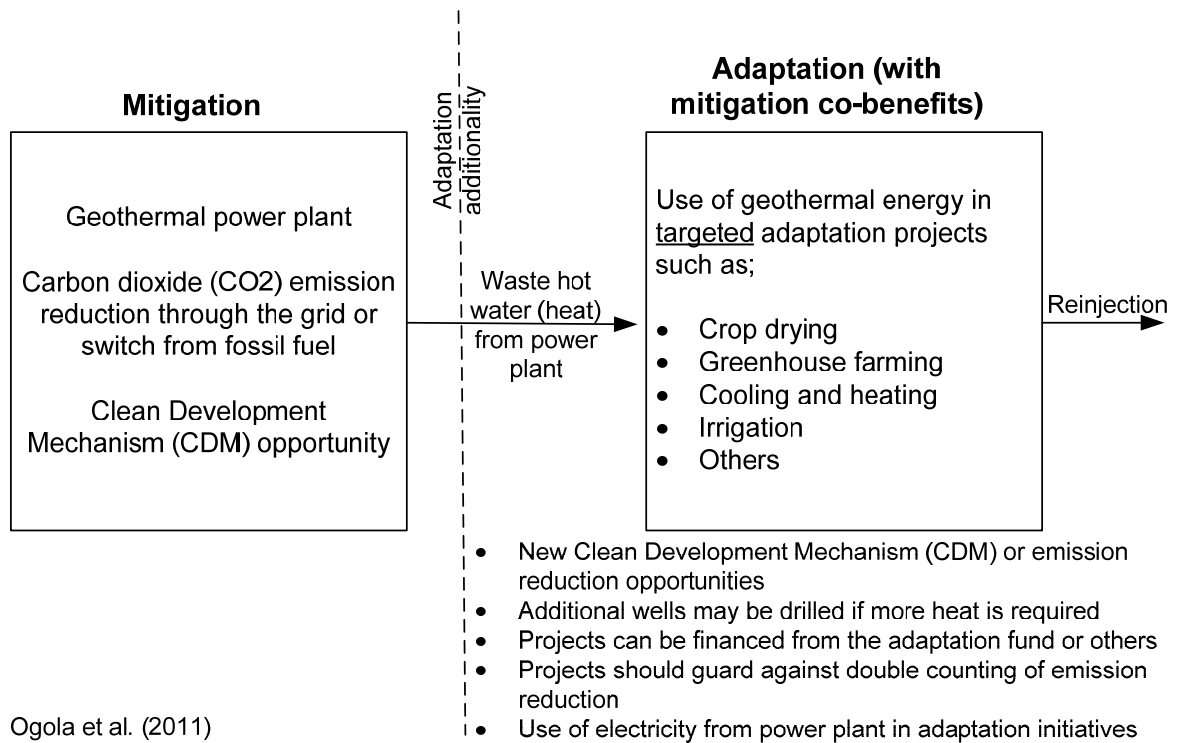 Mitigation
Geothermal power plant
Carbon dioxide (CO2) emission
reduction through the grid or
switch from fossil fuel
Clean Development
Mechanism (CDM) opportunity
Adaptation
additionality
Waste hot
water (heat)
from power
plant
Adaptation (with
mitigation co-benefits)
Use of geothermal energy in
targeted adaptation projects
such as;
• Crop drying
• Greenhouse farming
• Cooling and heating
• Irrigation
• Others
Reinjection
• New Clean Development Mechanism (CDM) or emission
reduction opportunities
• Additional wells may be drilled if more heat is required
• Projects can be financed from the adaptation fund or others
• Projects should guard against double counting of emission
reduction
• Use of electricity from power plant in adaptation initiatives
Ogola et al. (2011)